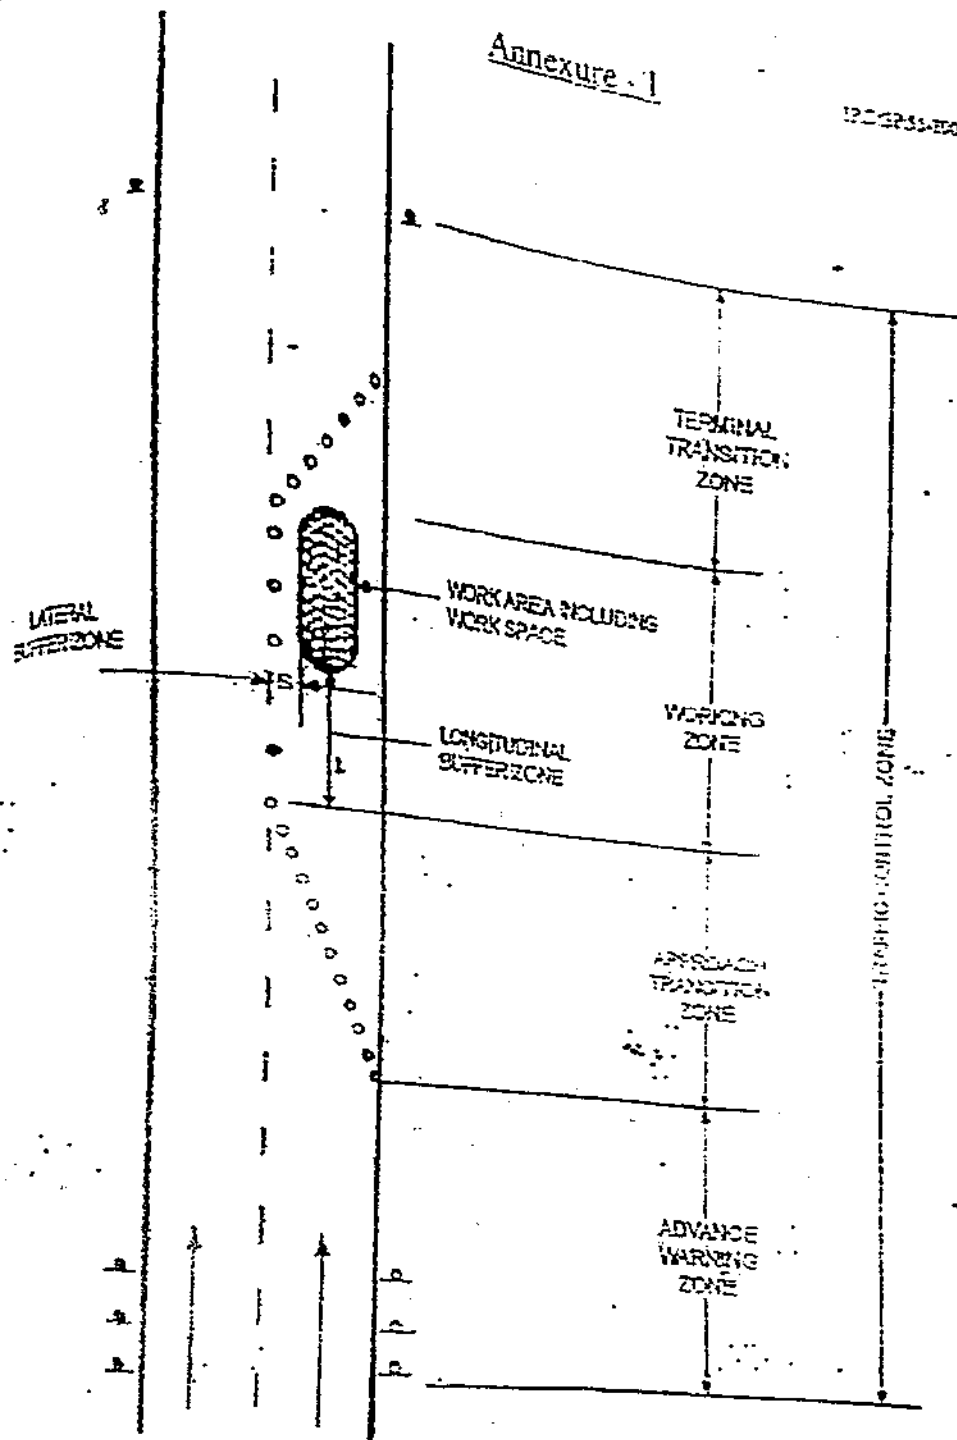 Annexure - 1
TERMINAL
TRANSITION
ZONE
WORK AREA INCLUDING
WORK SPACE
LATERAL
BUFFER ZONE
S
WORKING
ZONE
LONGITUDINAL
BUFFER ZONE
L
TRAFFIC CONTROL ZONE
APPROACH
TRANSITION
ZONE
ADVANCE
WARNING
ZONE